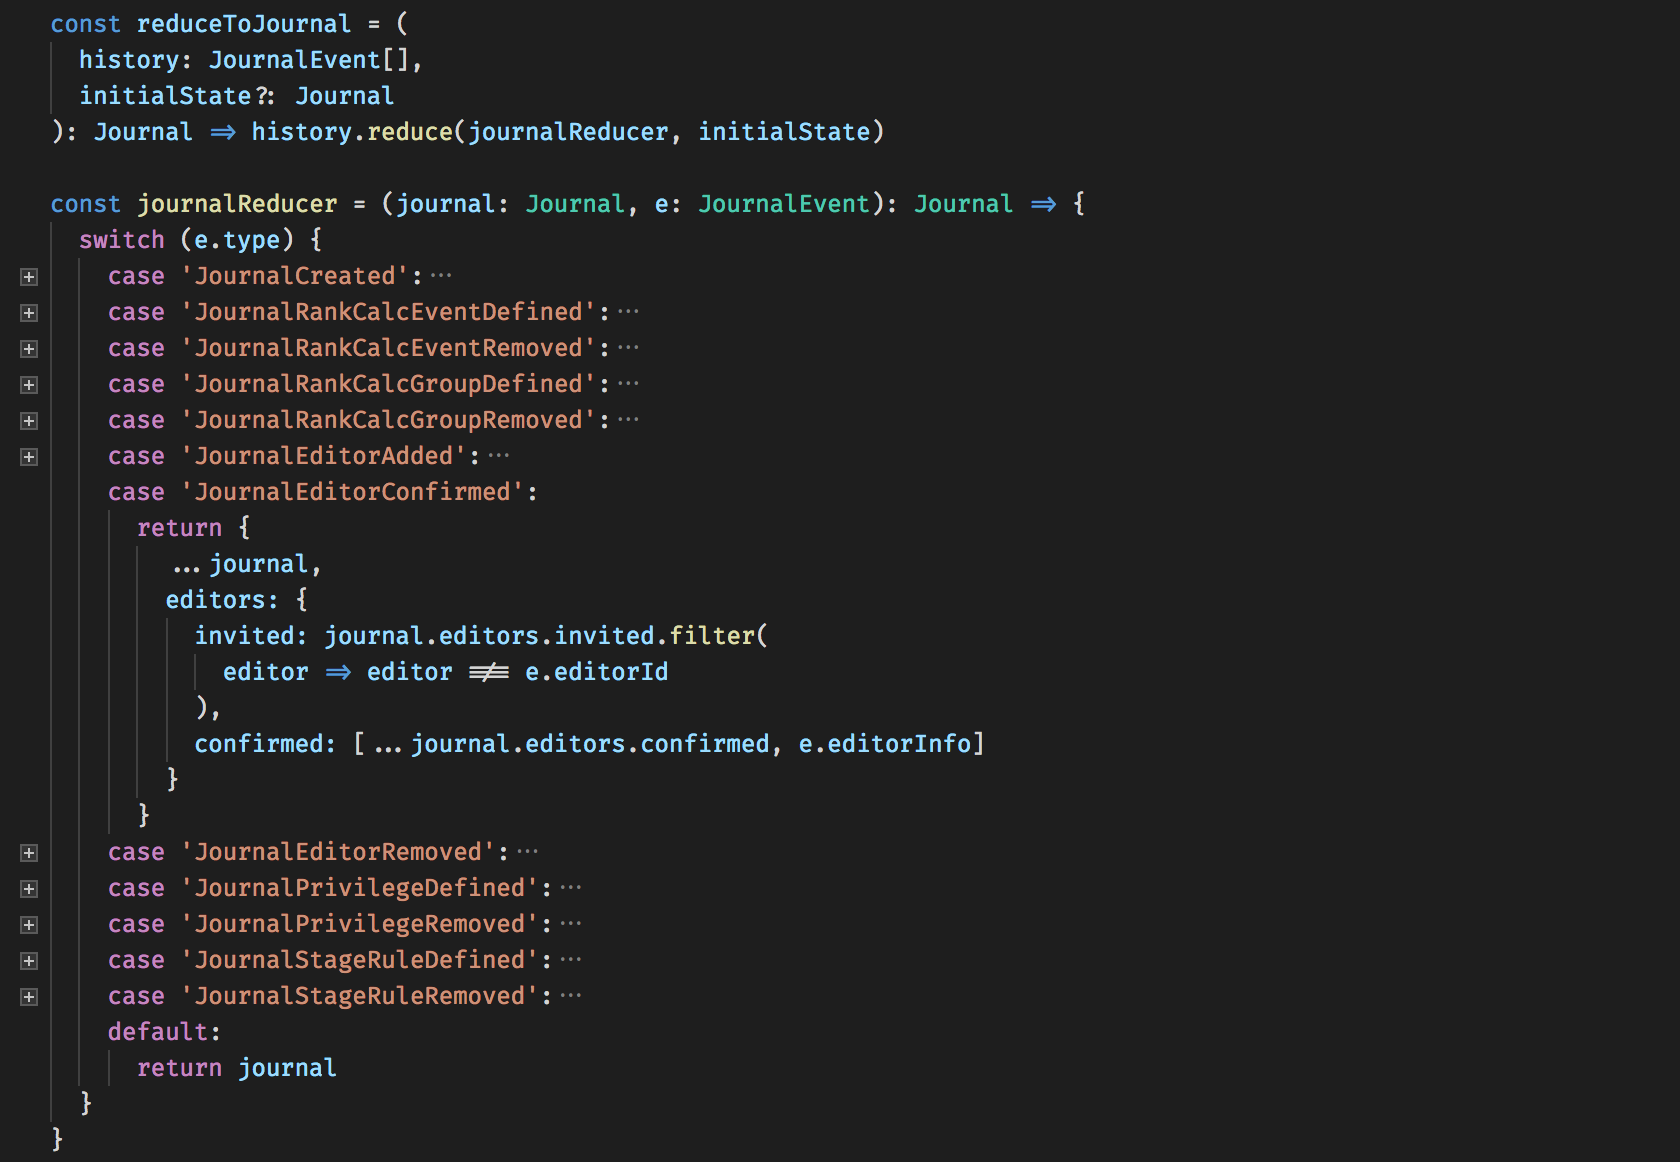 const reduceToJournal = (
  history: JournalEvent[],
  initialState?: Journal
): Journal => history.reduce(journalReducer, initialState)

const journalReducer = (journal: Journal, e: JournalEvent): Journal => {
  switch (e.type) {
    case 'JournalCreated':···
    case 'JournalRankCalcEventDefined':···
    case 'JournalRankCalcEventRemoved':···
    case 'JournalRankCalcGroupDefined':···
    case 'JournalRankCalcGroupRemoved':···
    case 'JournalEditorAdded':···
    case 'JournalEditorConfirmed':
      return {
        ...journal,
        editors: {
          invited: journal.editors.invited.filter(
            editor => editor !== e.editorId
          ),
          confirmed: [...journal.editors.confirmed, e.editorInfo]
        }
      }
    case 'JournalEditorRemoved':···
    case 'JournalPrivilegeDefined':···
    case 'JournalPrivilegeRemoved':···
    case 'JournalStageRuleDefined':···
    case 'JournalStageRuleRemoved':···
    default:
      return journal
  }
}